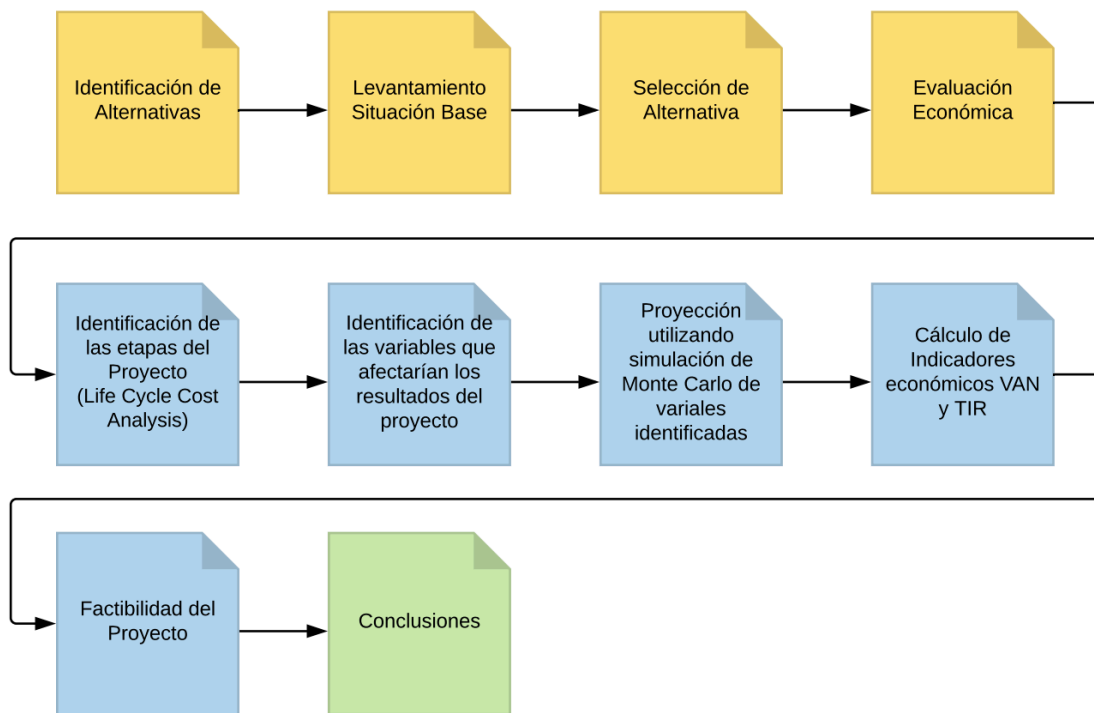 Identificación de
Alternativas
Levantamiento
Situación Base
Selección de
Alternativa
Evaluación
Económica
Identificación de
las etapas del
Proyecto
(Life Cycle Cost
Analysis)
Identificación de
las variables que
afectarían los
resultados del
proyecto
Proyección
utilizando
simulación de
Monte Carlo de
variales
identificadas
Cálculo de
Indicadores
económicos VAN
y TIR
Factibilidad del
Proyecto
Conclusiones